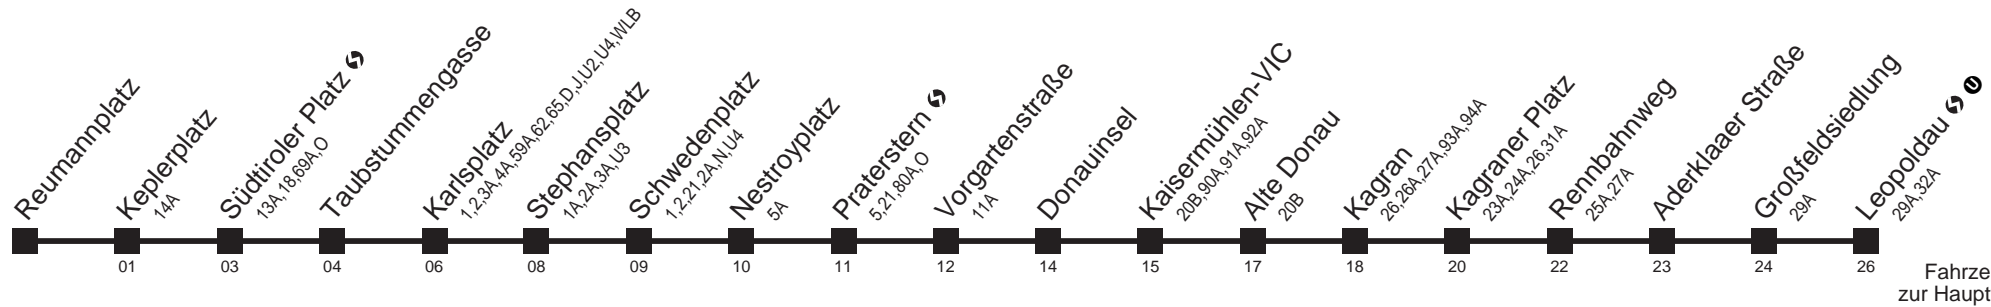 Reumannplatz
Keplerplatz
14A
Südtiroler Platz
13A,18,69A,O
Taubstummengasse
Karlsplatz
1,2,3A,4A,59A,62,65,D,J,U2,U4,WLB
Stephansplatz
1A,2A,3A,U3
Schwedenplatz
1,2,21,2A,N,U4
Nestroyplatz
5A
Praterstern
5,21,80A,O
Vorgartenstraße
11A
Donauinsel
Kaisermühlen-VIC
20B,90A,91A,92A
Alte Donau
20B
Kagran
26,26A,27A,93A,94A
Kagraner Platz
23A,24A,26,31A
Rennbahnweg
25A,27A
Aderklaaer Straße
Großfeldsiedlung
29A
Leopoldau U
29A,32A
01 03 04 06 08 09 10 11 12 14 15 17 18 20 22 23 24 26
Fahrze
zur Haupt